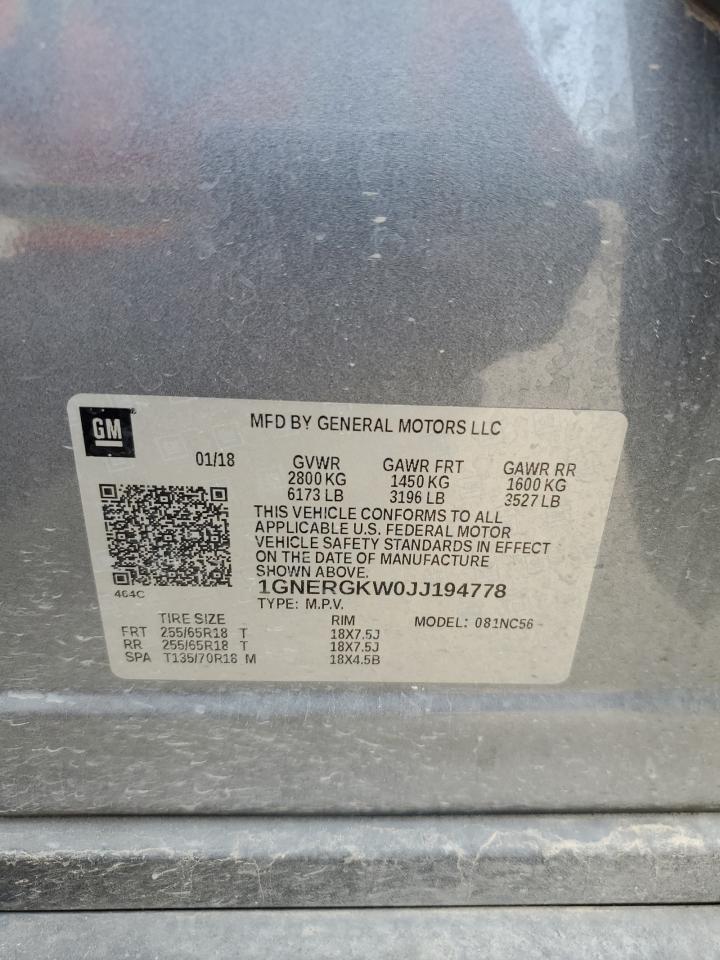 GM
MFD BY GENERAL MOTORS LLC
01/18 GVWR GAWR FRT GAWR RR
2800 KG 1450 KG 1600 KG
6173 LB 3196 LB 3527 LB
THIS VEHICLE CONFORMS TO ALL
APPLICABLE U.S. FEDERAL MOTOR
VEHICLE SAFETY STANDARDS IN EFFECT
ON THE DATE OF MANUFACTURE
SHOWN ABOVE.
464C
1GNERGKW0JJ194778
TYPE: M.P.V.
TIRE SIZE RIM MODEL: 081NC56
FRT 255/65R18 T 18X7.5J
RR 255/65R18 T 18X7.5J
SPA T135/70R18 M 18X4.5B